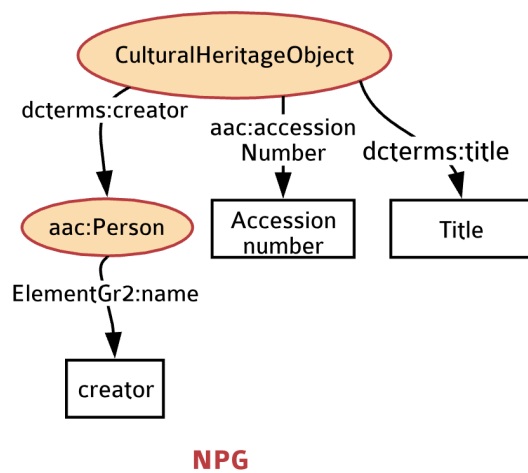 CulturalHeritageObject
dcterms:creator
aac:accession
Number
dcterms:title
aac:Person
Accession
number
Title
ElementGr2:name
creator
NPG